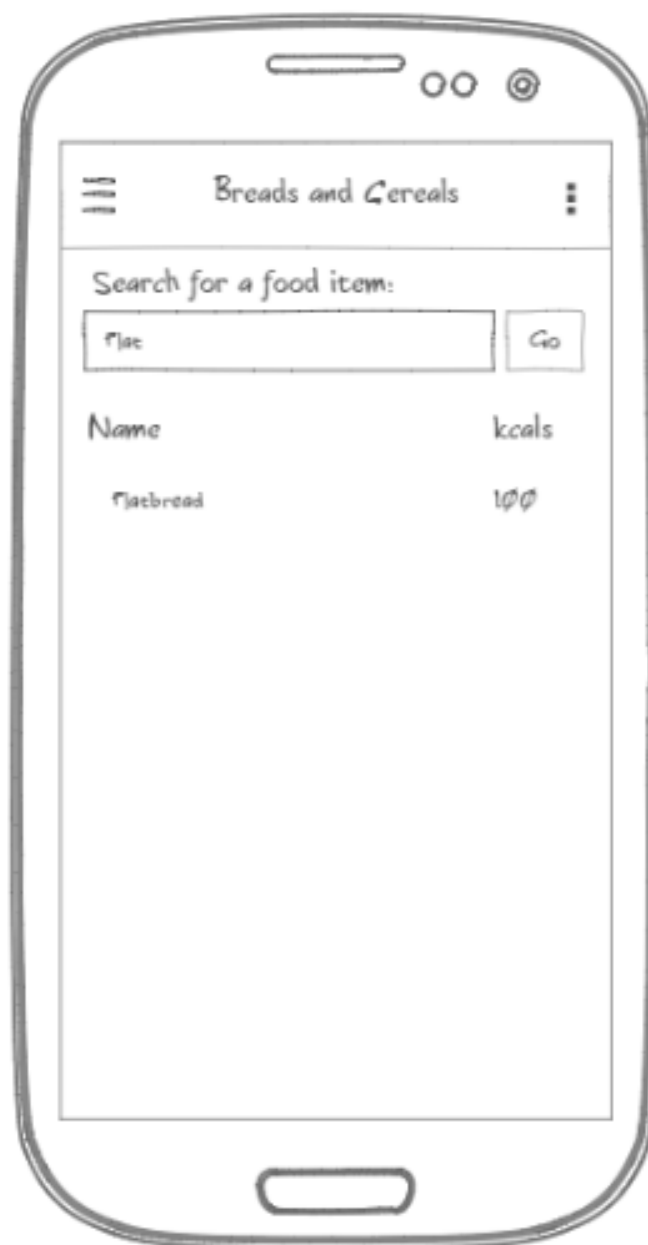 Breads and Cereals
Search for a food item:
flat
Go
Name kcals
flatbread 100